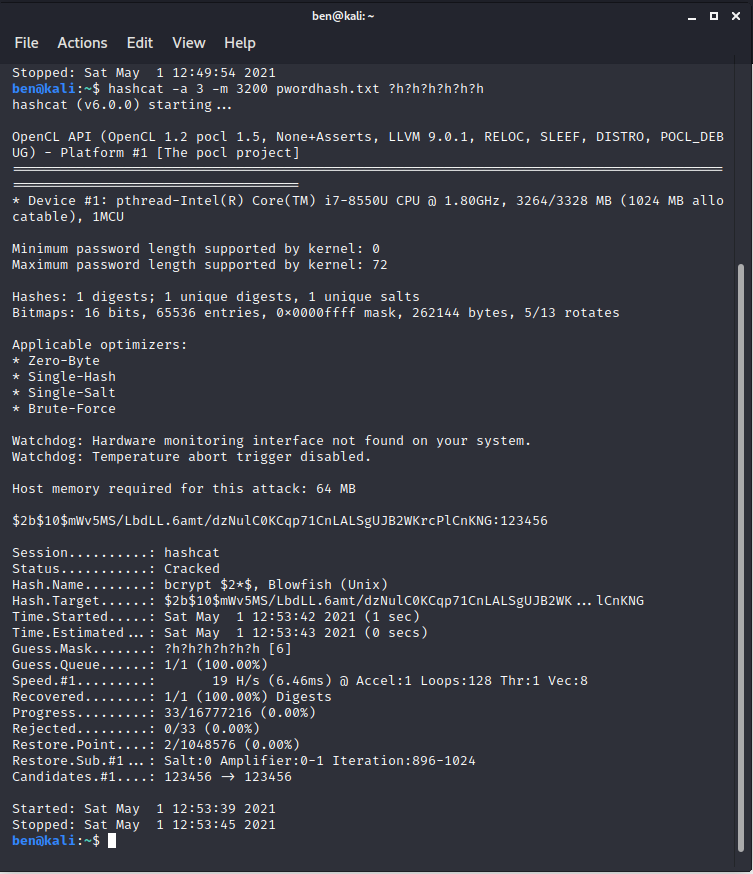 ben@kali: ~
File Actions Edit View Help
Stopped: Sat May  1 12:49:54 2021
ben@kali:~$ hashcat -a 3 -m 3200 pwordhash.txt ?h?h?h?h?h?h
hashcat (v6.0.0) starting...
OpenCL API (OpenCL 1.2 pocl 1.5, None+Asserts, LLVM 9.0.1, RELOC, SLEEF, DISTRO, POCL_DEB
UG) - Platform #1 [The pocl project]
=========================================================================================
====================================
* Device #1: pthread-Intel(R) Core(TM) i7-8550U CPU @ 1.80GHz, 3264/3328 MB (1024 MB allo
catable), 1MCU
Minimum password length supported by kernel: 0
Maximum password length supported by kernel: 72
Hashes: 1 digests; 1 unique digests, 1 unique salts
Bitmaps: 16 bits, 65536 entries, 0x0000ffff mask, 262144 bytes, 5/13 rotates
Applicable optimizers:
* Zero-Byte
* Single-Hash
* Single-Salt
* Brute-Force
Watchdog: Hardware monitoring interface not found on your system.
Watchdog: Temperature abort trigger disabled.
Host memory required for this attack: 64 MB
$2b$10$mWv5MS/LbdLL.6amt/dzNulC0KCqp71CnLALSgUJB2WKrcPlCnKNG:123456
Session..........: hashcat
Status...........: Cracked
Hash.Name........: bcrypt $2*$, Blowfish (Unix)
Hash.Target......: $2b$10$mWv5MS/LbdLL.6amt/dzNulC0KCqp71CnLALSgUJB2WK...lCnKNG
Time.Started.....: Sat May  1 12:53:42 2021 (1 sec)
Time.Estimated...: Sat May  1 12:53:43 2021 (0 secs)
Guess.Mask.......: ?h?h?h?h?h?h [6]
Guess.Queue......: 1/1 (100.00%)
Speed.#1.........:       19 H/s (6.46ms) @ Accel:1 Loops:128 Thr:1 Vec:8
Recovered........: 1/1 (100.00%) Digests
Progress.........: 33/16777216 (0.00%)
Rejected.........: 0/33 (0.00%)
Restore.Point....: 2/1048576 (0.00%)
Restore.Sub.#1...: Salt:0 Amplifier:0-1 Iteration:896-1024
Candidates.#1....: 123456 -> 123456
Started: Sat May  1 12:53:39 2021
Stopped: Sat May  1 12:53:45 2021
ben@kali:~$